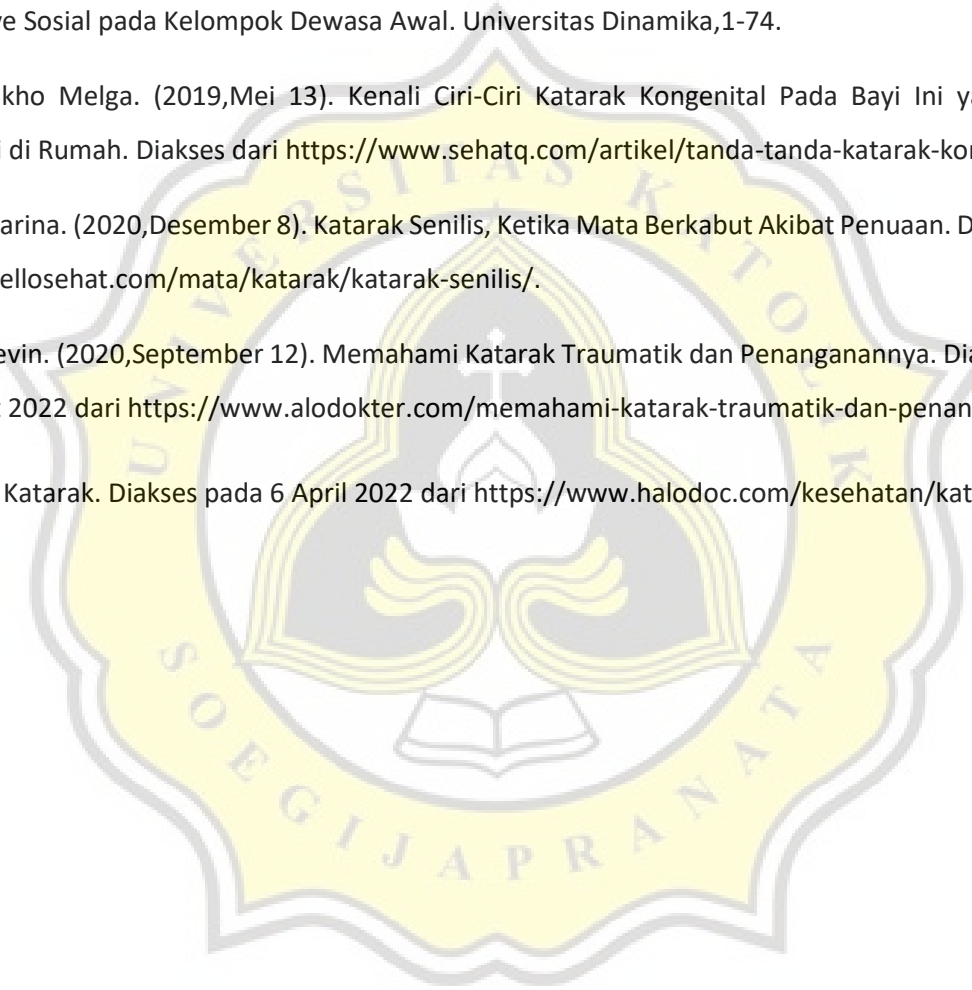 ve Sosial pada Kelompok Dewasa Awal. Universitas Dinamika,1-74.
kho Melga. (2019,Mei 13). Kenali Ciri-Ciri Katarak Kongenital Pada Bayi Ini ya
i di Rumah. Diakses dari https://www.sehatq.com/artikel/tanda-tanda-katarak-kon
arina. (2020,Desember 8). Katarak Senilis, Ketika Mata Berkabut Akibat Penuaan. D
ellosehat.com/mata/katarak/katarak-senilis/.
evin. (2020,September 12). Memahami Katarak Traumatik dan Penanganannya. Dia
2022 dari https://www.alodokter.com/memahami-katarak-traumatik-dan-penan
Katarak. Diakses pada 6 April 2022 dari https://www.halodoc.com/kesehatan/kat
UNIVERSITAS KATOLIK
SOEGIJAPRANATA